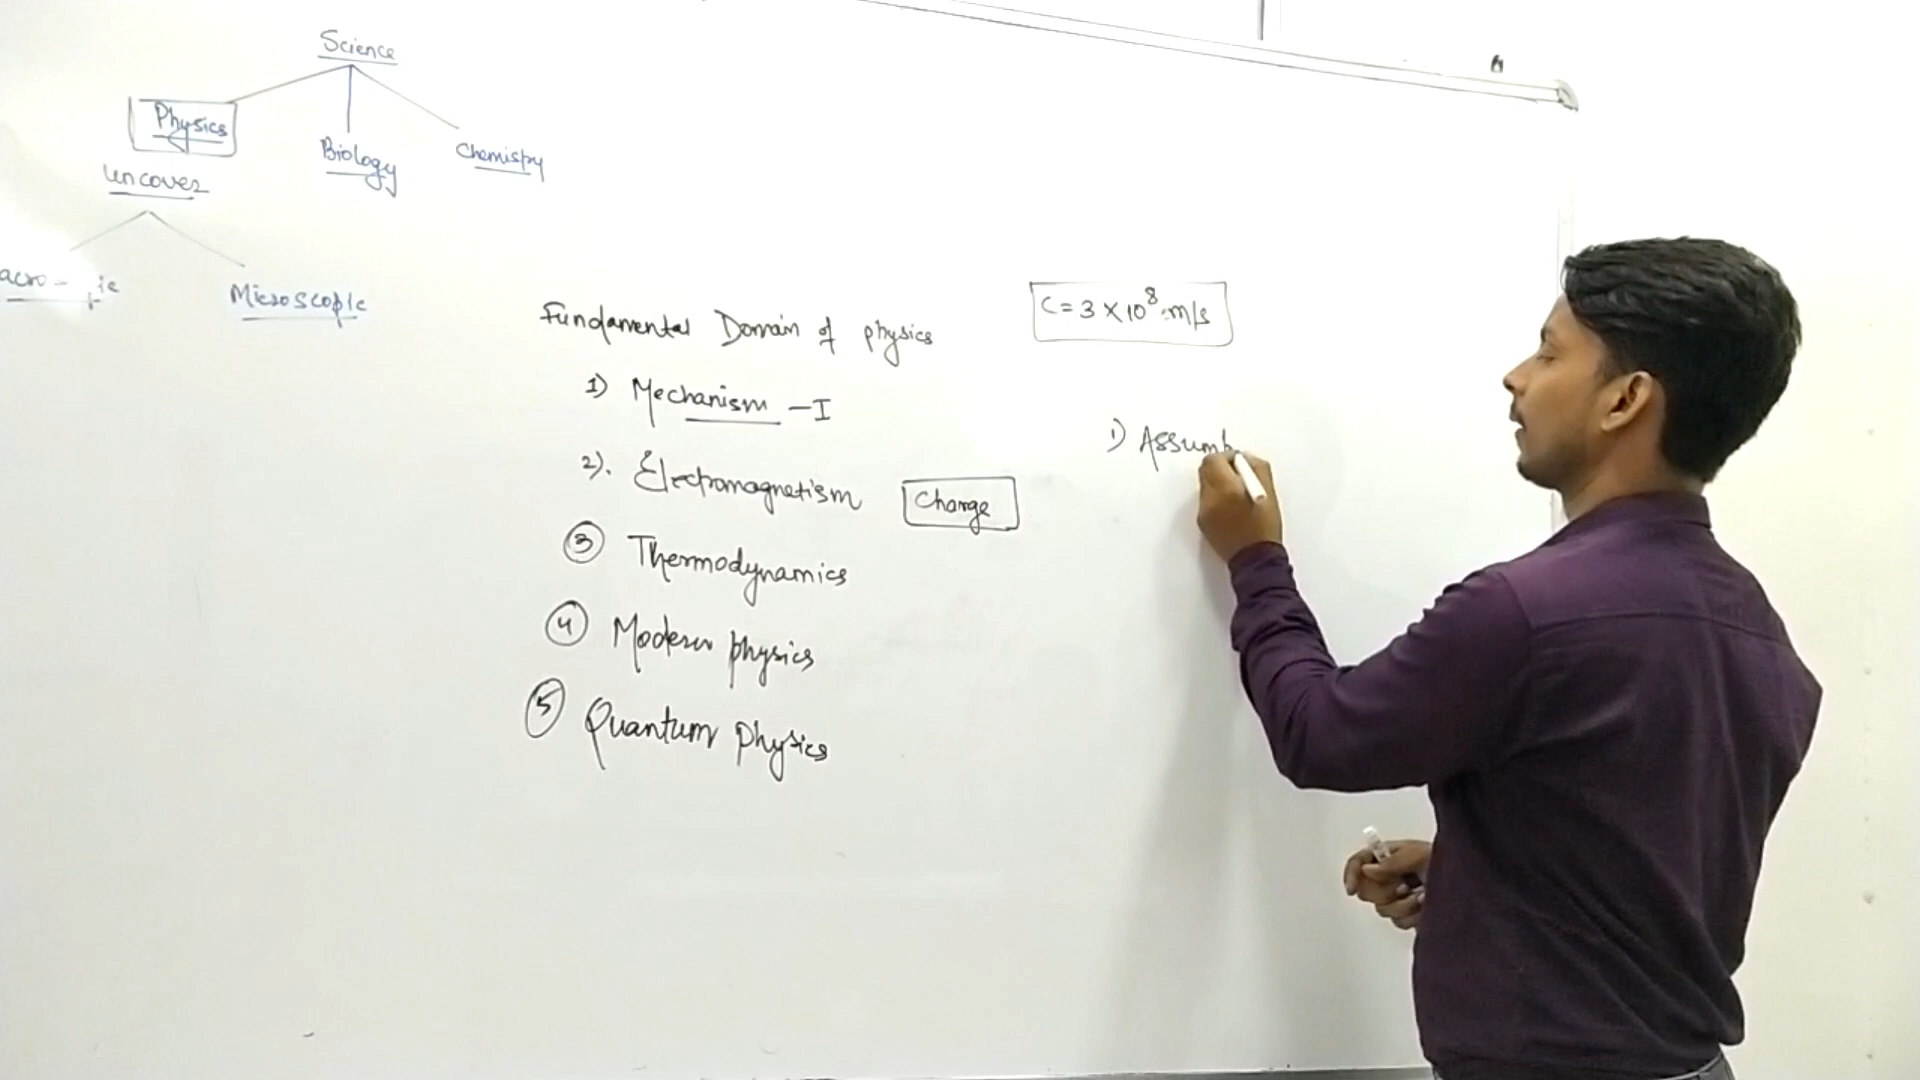 Science
Physics
Biology
Chemistry
Uncover
Microscopic
Fundamental Domain of physics
C = 3 × 10⁸ m/s
1) Mechanism - I
1) Assump
2). Electromagnetism
Charge
3 Thermodynamics
4 Modern physics
5 Quantum physics